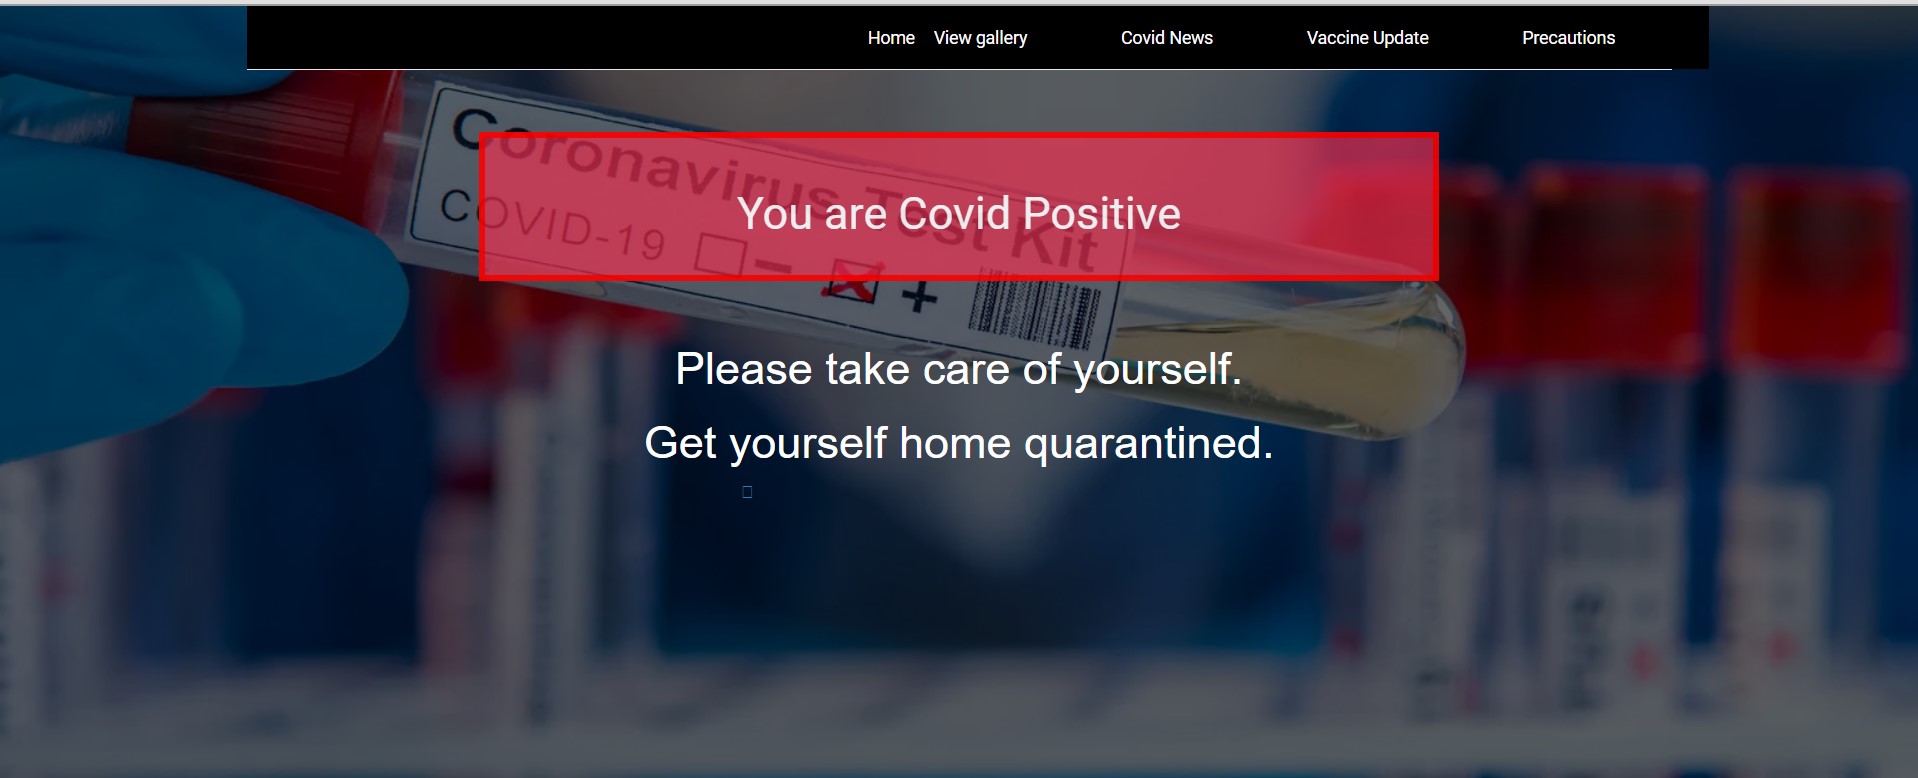 Home View gallery Covid News Vaccine Update Precautions
Coronavirus Test Kit
COVID-19 - +
You are Covid Positive
Please take care of yourself.
Get yourself home quarantined.